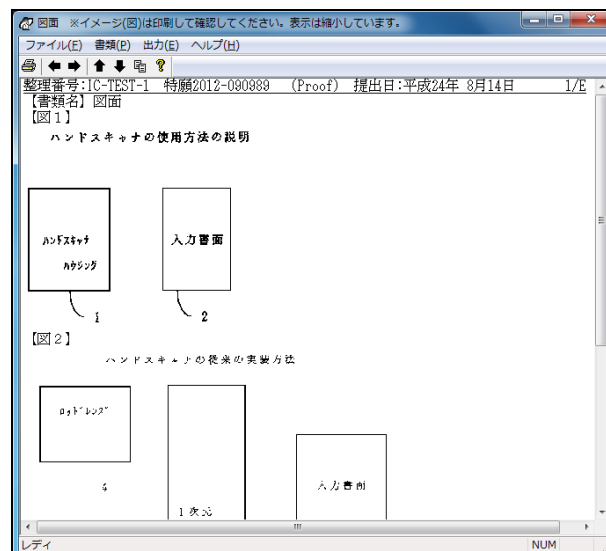 図面 ※イメージ(図)は印刷して確認してください。表示は縮小しています。
ファイル(F) 書類(P) 出力(E) ヘルプ(H)
整理番号:IC-TEST-1 特願2012-090989 (Proof) 提出日:平成24年 8月14日 1/E
【書類名】図面
【図1】
ハンドスキャナの使用方法の説明
ハンドスキャナ
ハウジング
入力書面
1
2
【図2】
ハンドスキャナの従来の実装方法
ロッドレンズ
4
1次元
入力書面
レディ NUM